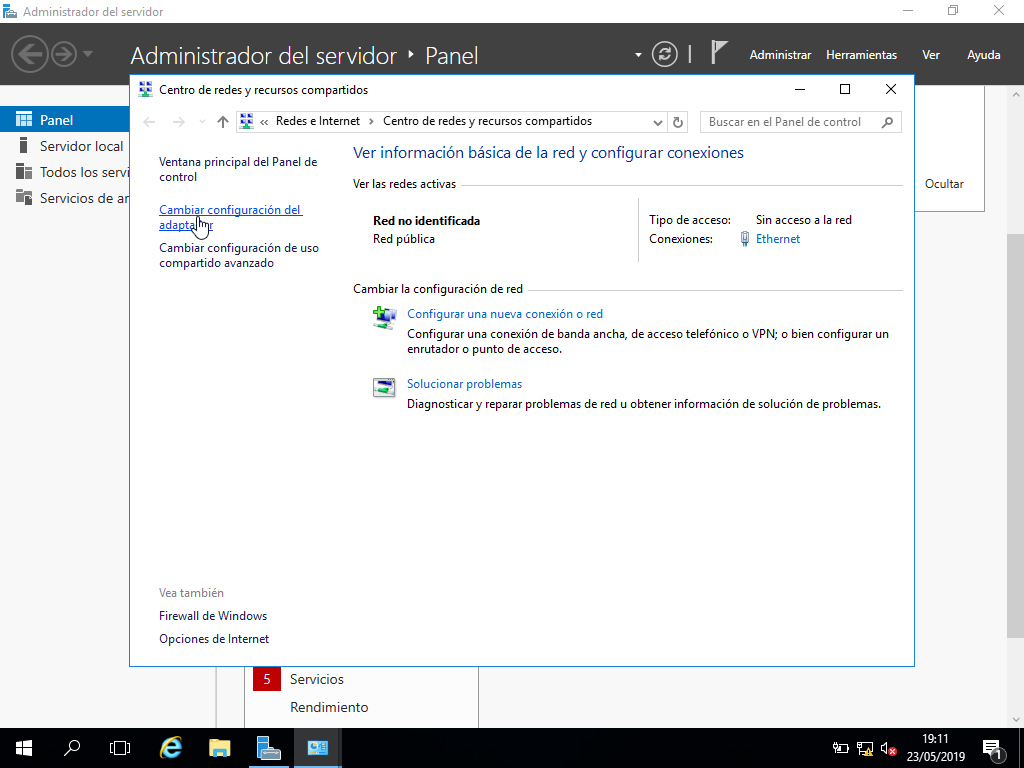 Administrador del servidor
Administrador del servidor ‣ Panel
Administrar Herramientas Ver Ayuda
Centro de redes y recursos compartidos
« Redes e Internet › Centro de redes y recursos compartidos
Buscar en el Panel de control
Panel
Servidor local
Todos los servi
Servicios de ar
Ventana principal del Panel de
control
Cambiar configuración del
adaptador
Cambiar configuración de uso
compartido avanzado
Ver información básica de la red y configurar conexiones
Ver las redes activas
Red no identificada
Red pública
Tipo de acceso: Sin acceso a la red
Conexiones: Ethernet
Cambiar la configuración de red
Configurar una nueva conexión o red
Configurar una conexión de banda ancha, de acceso telefónico o VPN; o bien configurar un
enrutador o punto de acceso.
Solucionar problemas
Diagnosticar y reparar problemas de red u obtener información de solución de problemas.
Ocultar
Vea también
Firewall de Windows
Opciones de Internet
5 Servicios
Rendimiento
19:11
23/05/2019
1